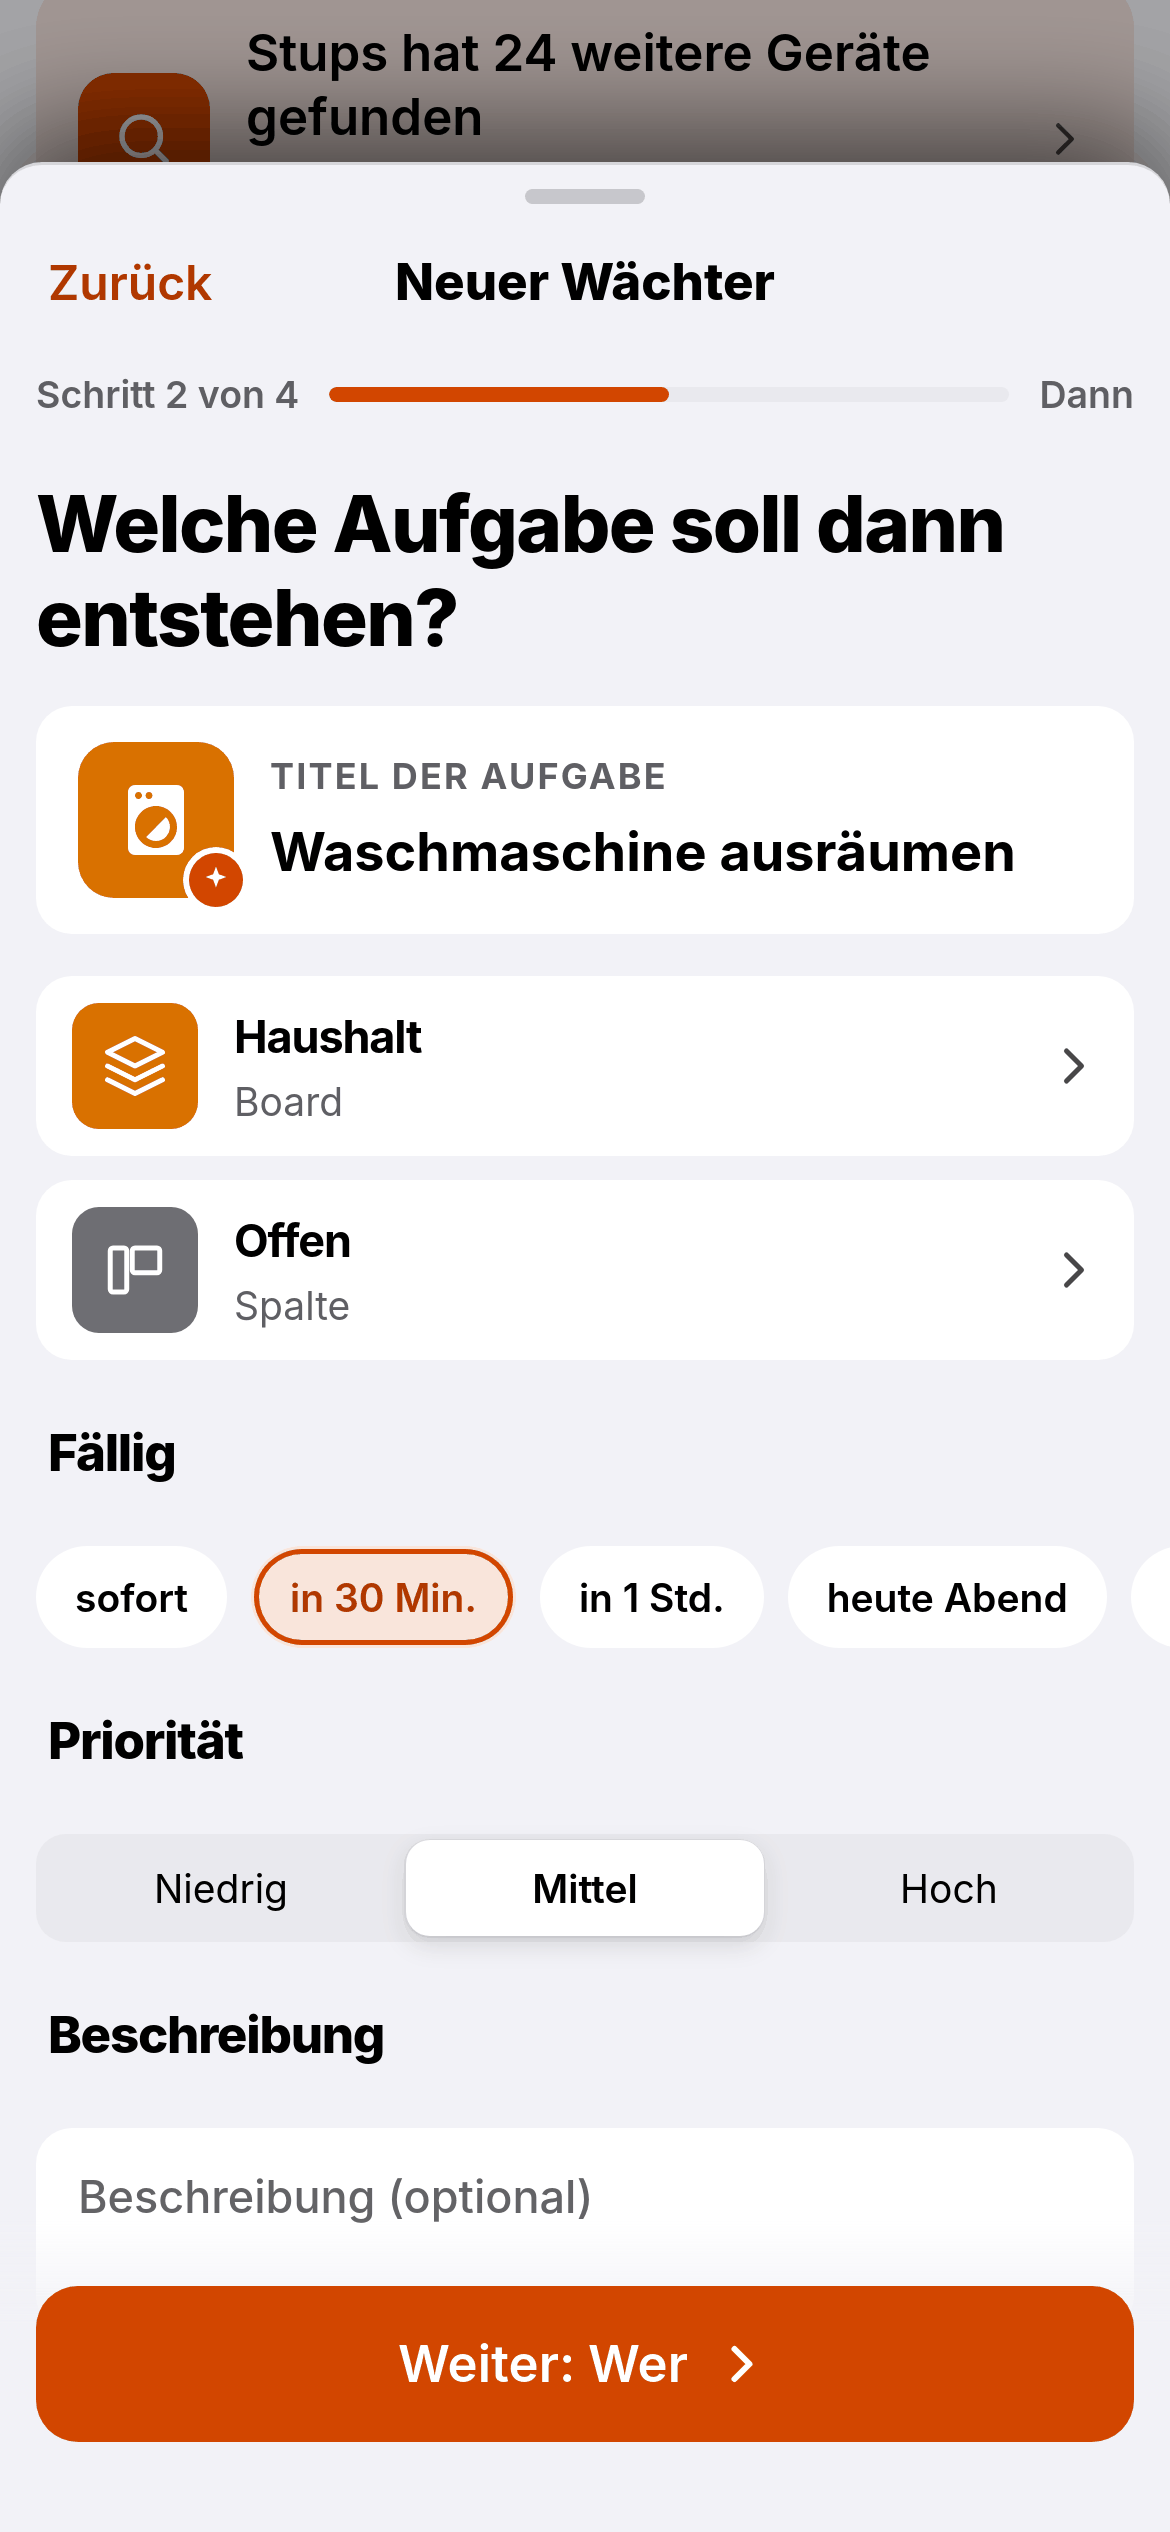 Stups hat 24 weitere Geräte
gefunden
Zurück
Neuer Wächter
Schritt 2 von 4
Dann
Welche Aufgabe soll dann
entstehen?
TITEL DER AUFGABE
Waschmaschine ausräumen
Haushalt
Board
Offen
Spalte
Fällig
sofort
in 30 Min.
in 1 Std.
heute Abend
Priorität
Niedrig
Mittel
Hoch
Beschreibung
Beschreibung (optional)
Weiter: Wer